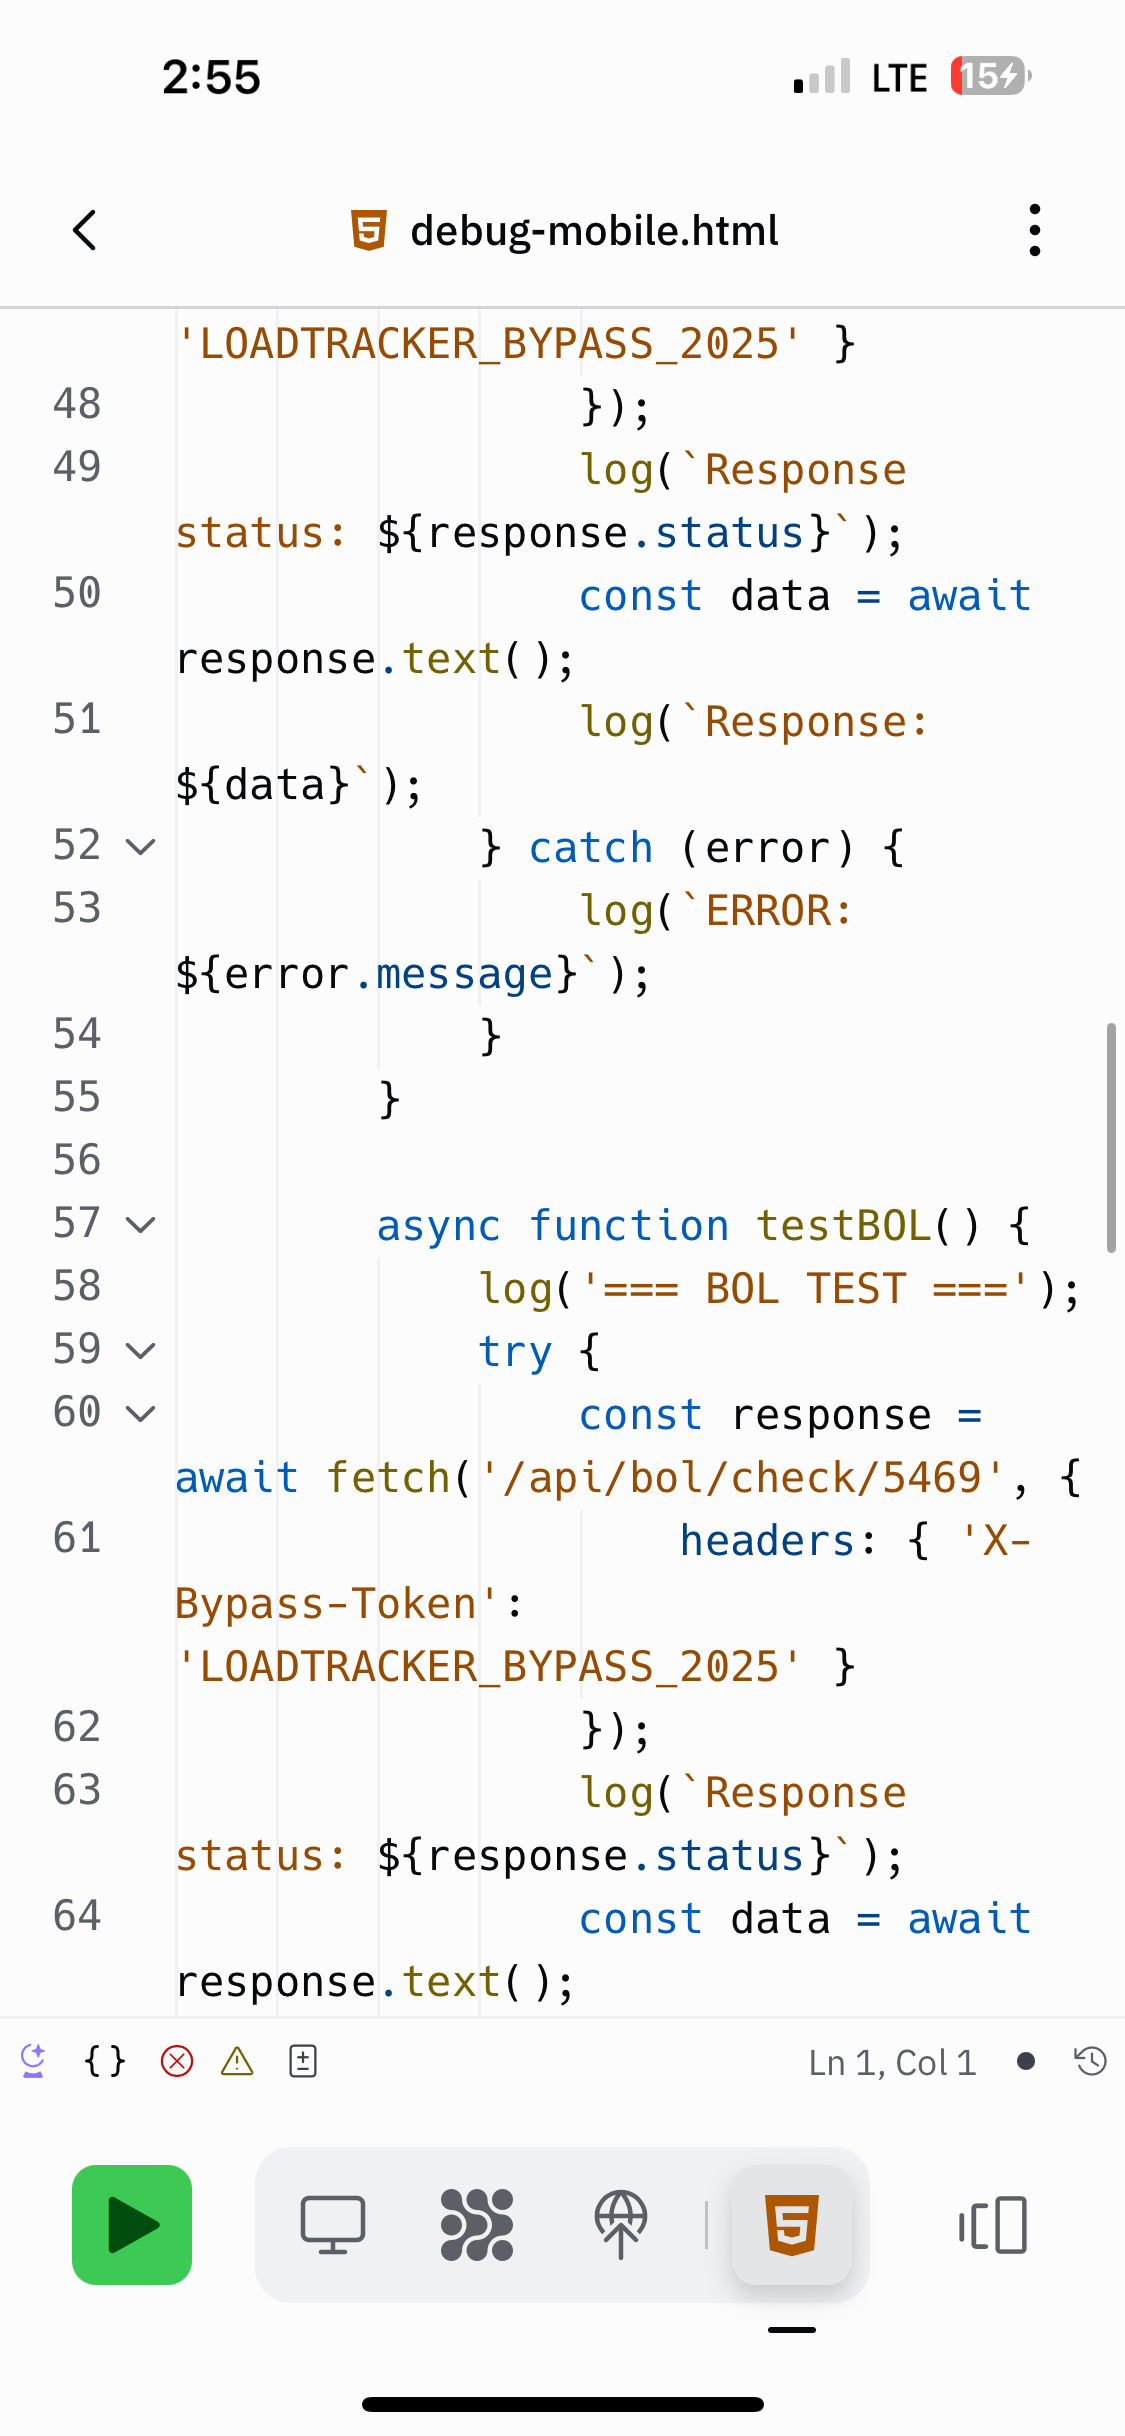 2:55
LTE
15
debug-mobile.html
'LOADTRACKER_BYPASS_2025' }
48 });
49 log(`Response
status: ${response.status}`);
50 const data = await
response.text();
51 log(`Response:
${data}`);
52 } catch (error) {
53 log(`ERROR:
${error.message}`);
54 }
55 }
56
57 async function testBOL() {
58 log('=== BOL TEST ===');
59 try {
60 const response =
await fetch('/api/bol/check/5469', {
61 headers: { 'X-
Bypass-Token':
'LOADTRACKER_BYPASS_2025' }
62 });
63 log(`Response
status: ${response.status}`);
64 const data = await
response.text();
{}
Ln 1, Col 1